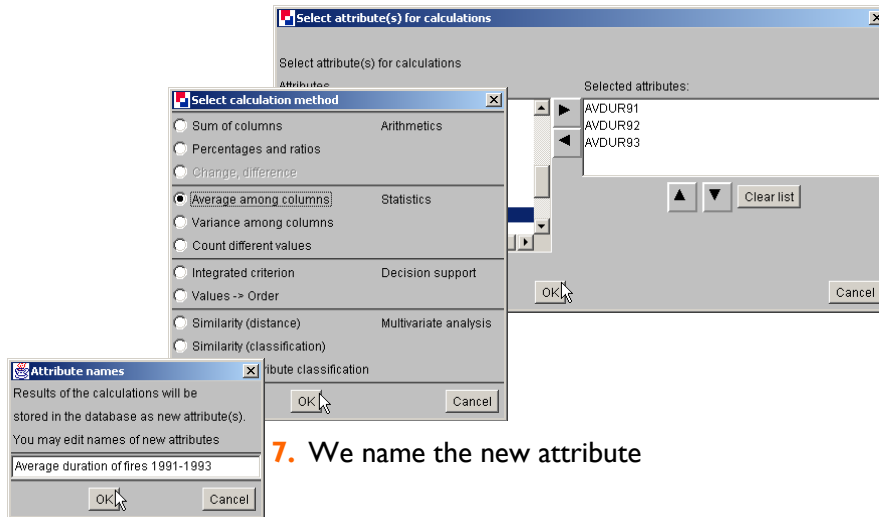 Select attribute(s) for calculations
Select attribute(s) for calculations
Attributes
Selected attributes:
AVDUR91
AVDUR92
AVDUR93
Clear list
OK
Cancel
Select calculation method
Sum of columns Arithmetics
Percentages and ratios
Change, difference
Average among columns Statistics
Variance among columns
Count different values
Integrated criterion Decision support
Values -> Order
Similarity (distance) Multivariate analysis
Similarity (classification)
ribute classification
OK Cancel
Attribute names
Results of the calculations will be
stored in the database as new attribute(s).
You may edit names of new attributes
Average duration of fires 1991-1993
OK Cancel
7. We name the new attribute